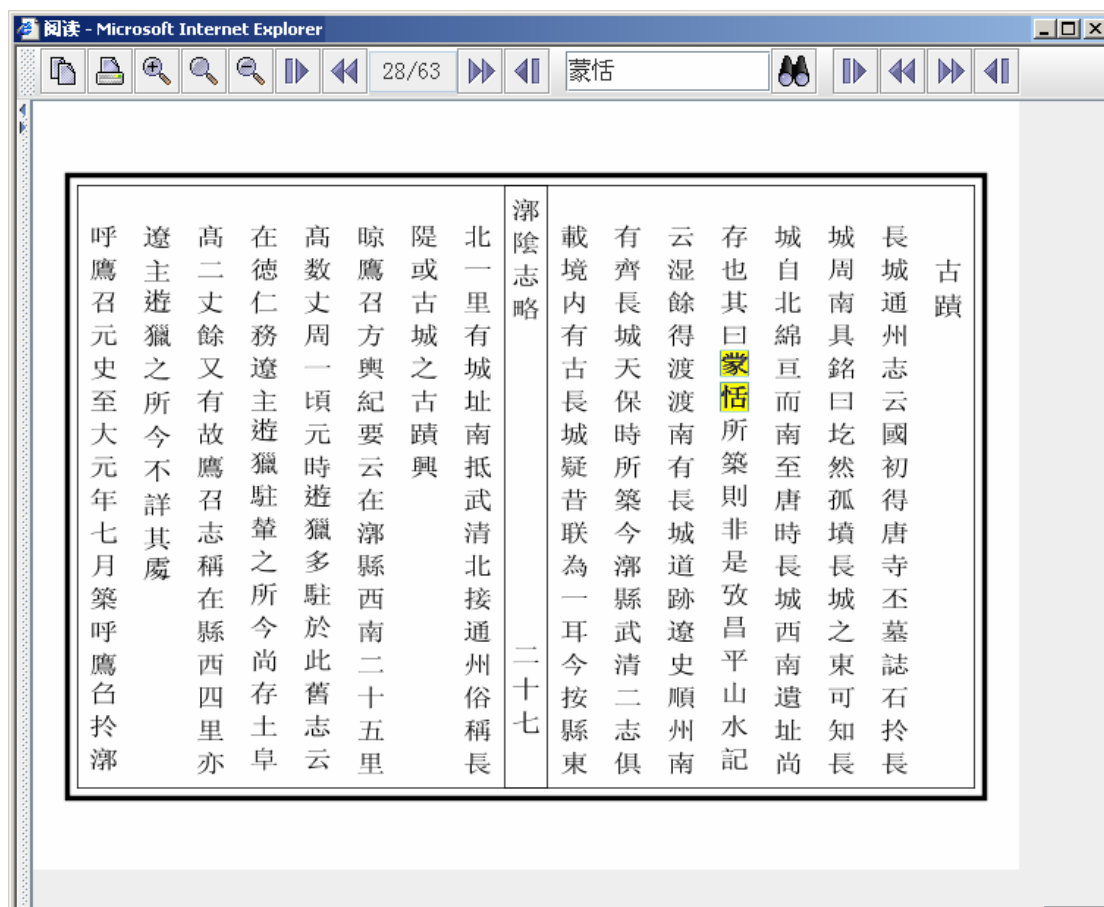 阅读 - Microsoft Internet Explorer
28/63
蒙恬
古蹟
長城通州志云國初得唐寺丕墓誌石扵長
城周南具銘曰圪然孤墳長城之東可知長
城自北綿亘而南至唐時長城西南遺址尚
存也其曰蒙恬所築則非是攷昌平山水記
云湿餘得渡渡南有長城道跡遼史順州南
有齊長城天保時所築今漷縣武清二志俱
載境内有古長城疑昔联為一耳今按縣東
漷陰志略
二十七
北一里有城址南抵武清北接通州俗稱長
隄或古城之古蹟興
晾鷹召方輿紀要云在漷縣西南二十五里
髙数丈周一頃元時遊獵多駐於此舊志云
在德仁務遼主遊獵駐輦之所今尚存土阜
髙二丈餘又有故鷹召志稱在縣西四里亦
遼主遊獵之所今不詳其處
呼鷹召元史至大元年七月築呼鷹台扵漷